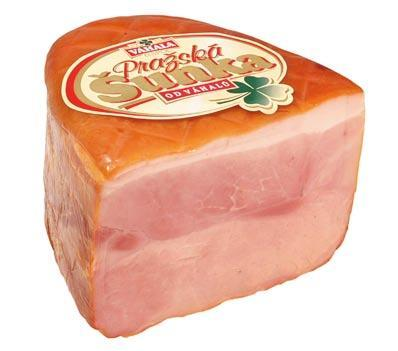 VÁHALA
Pražská
Šunka
OD VÁHALŮ